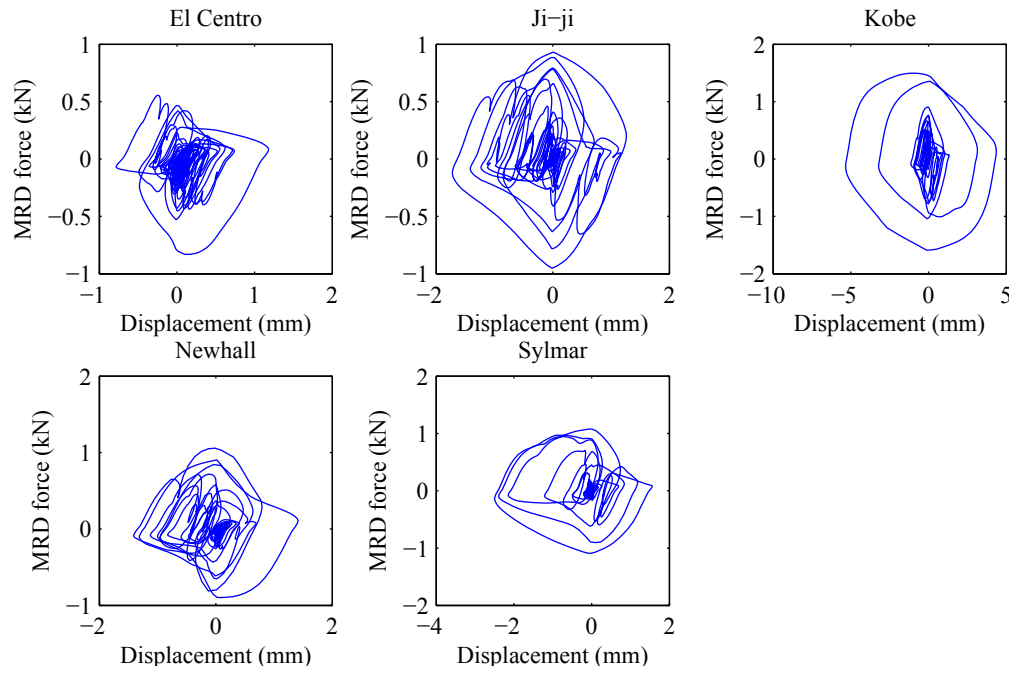 El Centro
1
0.5
0
−0.5
−1
−1 0 1 2
MRD force (kN)
Displacement (mm)
Ji−ji
1
0.5
0
−0.5
−1
−2 0 2
MRD force (kN)
Displacement (mm)
Kobe
2
1
0
−1
−2
−10 −5 0 5
MRD force (kN)
Displacement (mm)
Newhall
2
1
0
−1
−2 0 2
MRD force (kN)
Displacement (mm)
Sylmar
2
1
0
−1
−2
−4 −2 0 2
MRD force (kN)
Displacement (mm)